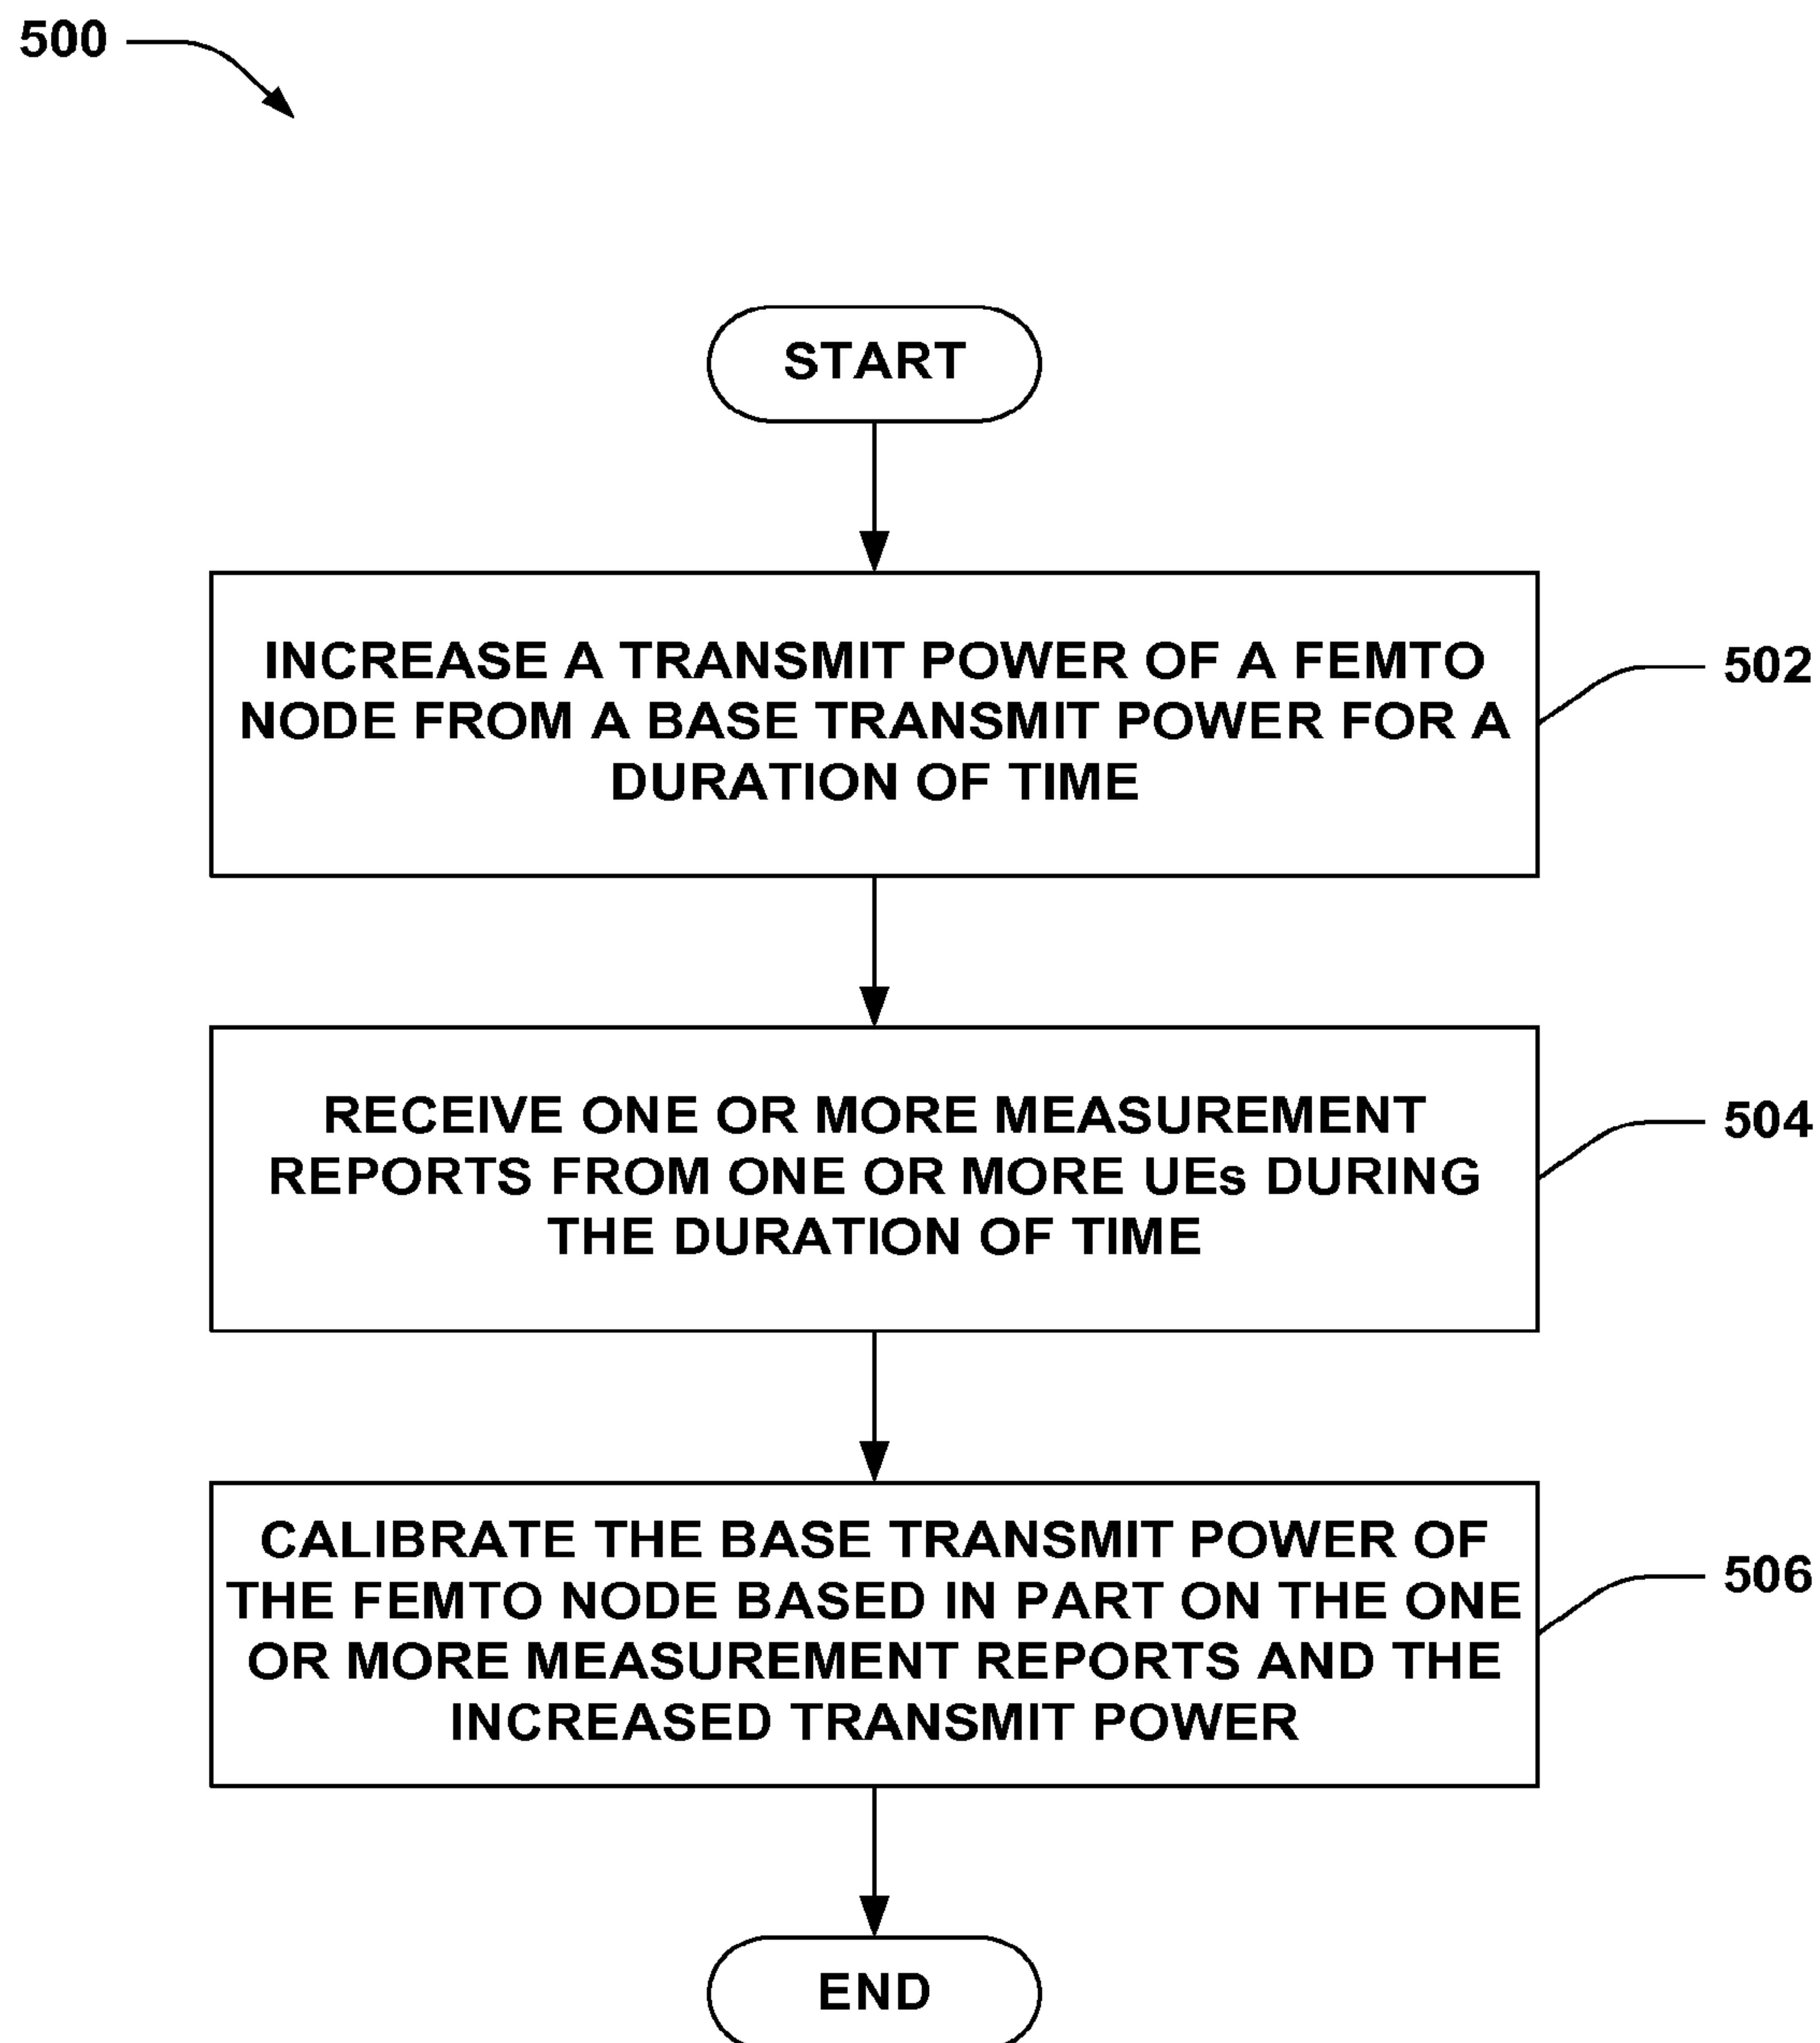 500
START
INCREASE A TRANSMIT POWER OF A FEMTO
NODE FROM A BASE TRANSMIT POWER FOR A
DURATION OF TIME
502
RECEIVE ONE OR MORE MEASUREMENT
REPORTS FROM ONE OR MORE UEs DURING
THE DURATION OF TIME
504
CALIBRATE THE BASE TRANSMIT POWER OF
THE FEMTO NODE BASED IN PART ON THE ONE
OR MORE MEASUREMENT REPORTS AND THE
INCREASED TRANSMIT POWER
506
END